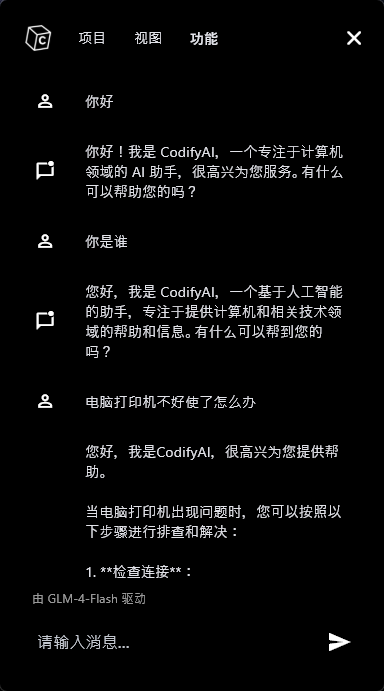 C 项目 视图 功能
你好
你好！我是 CodifyAI，一个专注于计算机
领域的 AI 助手，很高兴为您服务。有什么
可以帮助您的吗？
你是谁
您好，我是 CodifyAI，一个基于人工智能
的助手，专注于提供计算机和相关技术领
域的帮助和信息。有什么可以帮到您的
吗？
电脑打印机不好使了怎么办
您好，我是CodifyAI，很高兴为您提供帮
助。
当电脑打印机出现问题时，您可以按照以
下步骤进行排查和解决：
1. **检查连接**：
由 GLM-4-Flash 驱动
请输入消息...